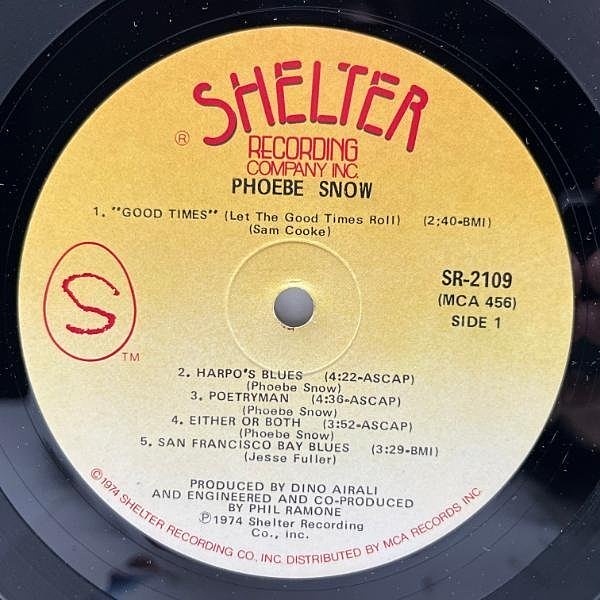 SHELTER
®
RECORDING
COMPANY INC.
PHOEBE SNOW
1. "GOOD TIMES" (Let The Good Times Roll) (2;40-BMI)
(Sam Cooke)
S
TM
SR-2109
(MCA 456)
SIDE 1
2. HARPO'S BLUES (4:22-ASCAP)
(Phoebe Snow)
3. POETRYMAN (4:36-ASCAP)
(Phoebe Snow)
4. EITHER OR BOTH (3:52-ASCAP)
(Phoebe Snow)
5. SAN FRANCISCO BAY BLUES (3:29-BMI)
(Jesse Fuller)
PRODUCED BY DINO AIRALI
AND ENGINEERED AND CO-PRODUCED
BY PHIL RAMONE
℗1974 Shelter Recording
Co., inc.
©1974 SHELTER RECORDING CO. INC. DISTRIBUTED BY MCA RECORDS INC.